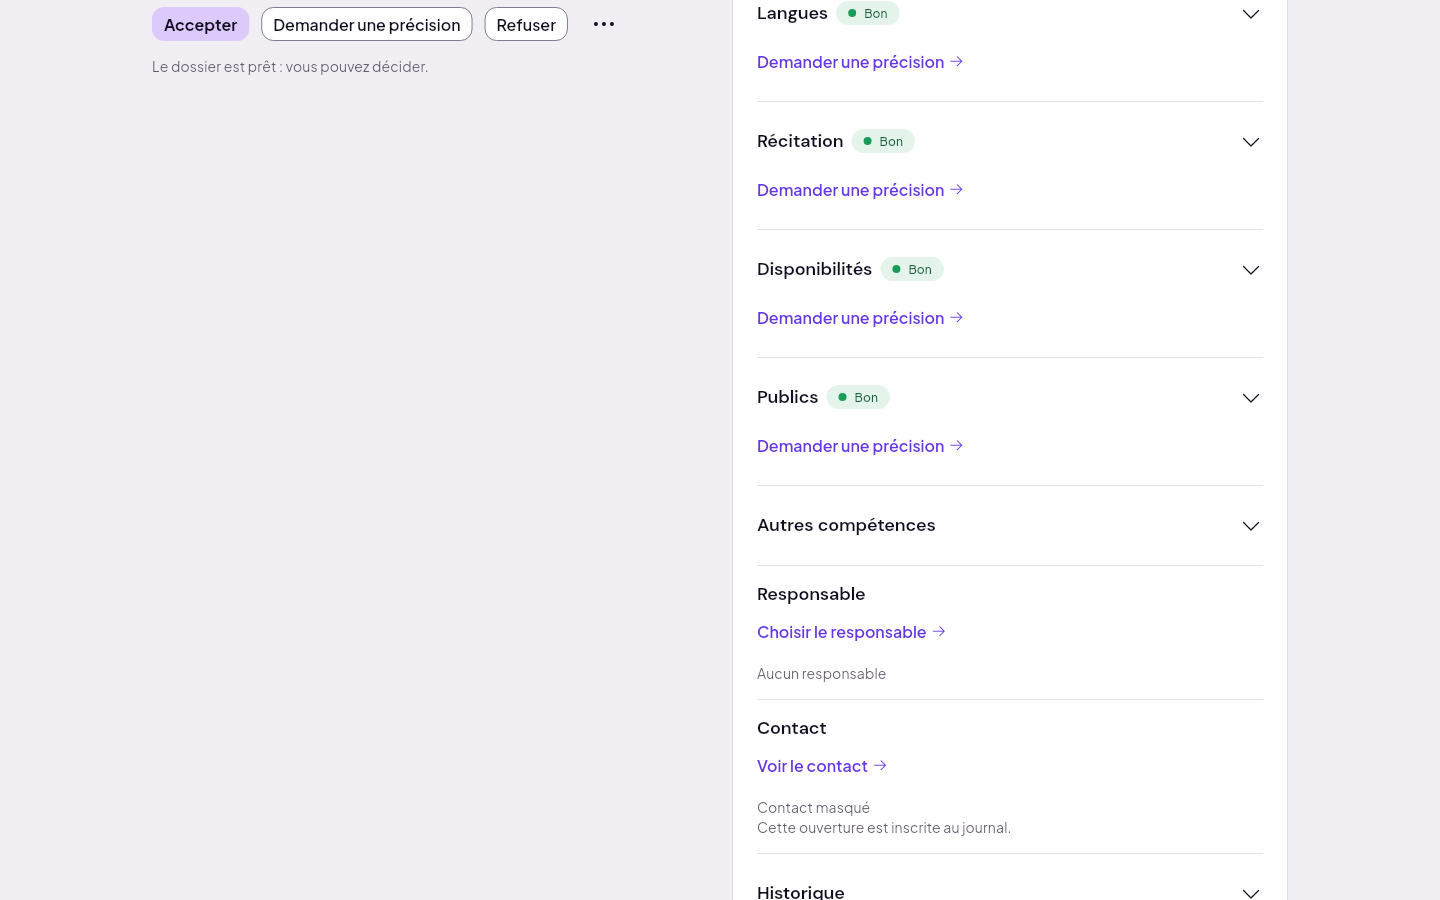 Accepter
Demander une précision
Refuser
Le dossier est prêt : vous pouvez décider.
Langues
Bon
Demander une précision
Récitation
Bon
Demander une précision
Disponibilités
Bon
Demander une précision
Publics
Bon
Demander une précision
Autres compétences
Responsable
Choisir le responsable
Aucun responsable
Contact
Voir le contact
Contact masqué
Cette ouverture est inscrite au journal.
Historique